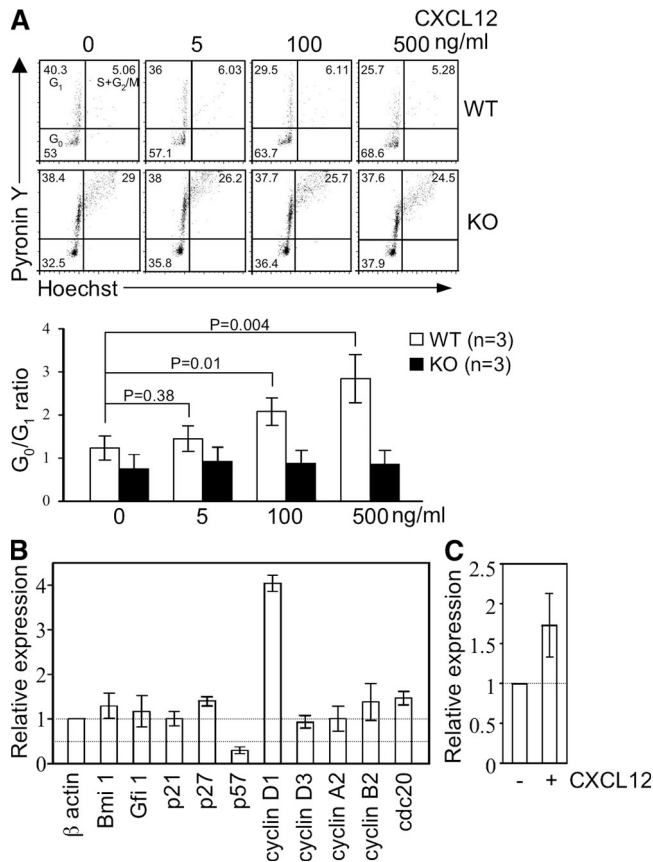 A
CXCL12
0 5 100 500 ng/ml
40.3 5.06 36 6.03 29.5 6.11 25.7 5.28
G₁ S+G₂/M
WT
G₀
53 57.1 63.7 68.6
38.4 29 38 26.2 37.7 25.7 37.6 24.5
KO
32.5 35.8 36.4 37.9
Pyronin Y
Hoechst
P=0.004
P=0.01
P=0.38
WT (n=3)
KO (n=3)
G₀/G₁ ratio
4
3
2
1
0
0 5 100 500 ng/ml
B
Relative expression
4
2
1
0
β actin
Bmi 1
Gfi 1
p21
p27
p57
cyclin D1
cyclin D3
cyclin A2
cyclin B2
cdc20
C
Relative expression
2.5
2
1.5
1
0.5
0
- + CXCL12